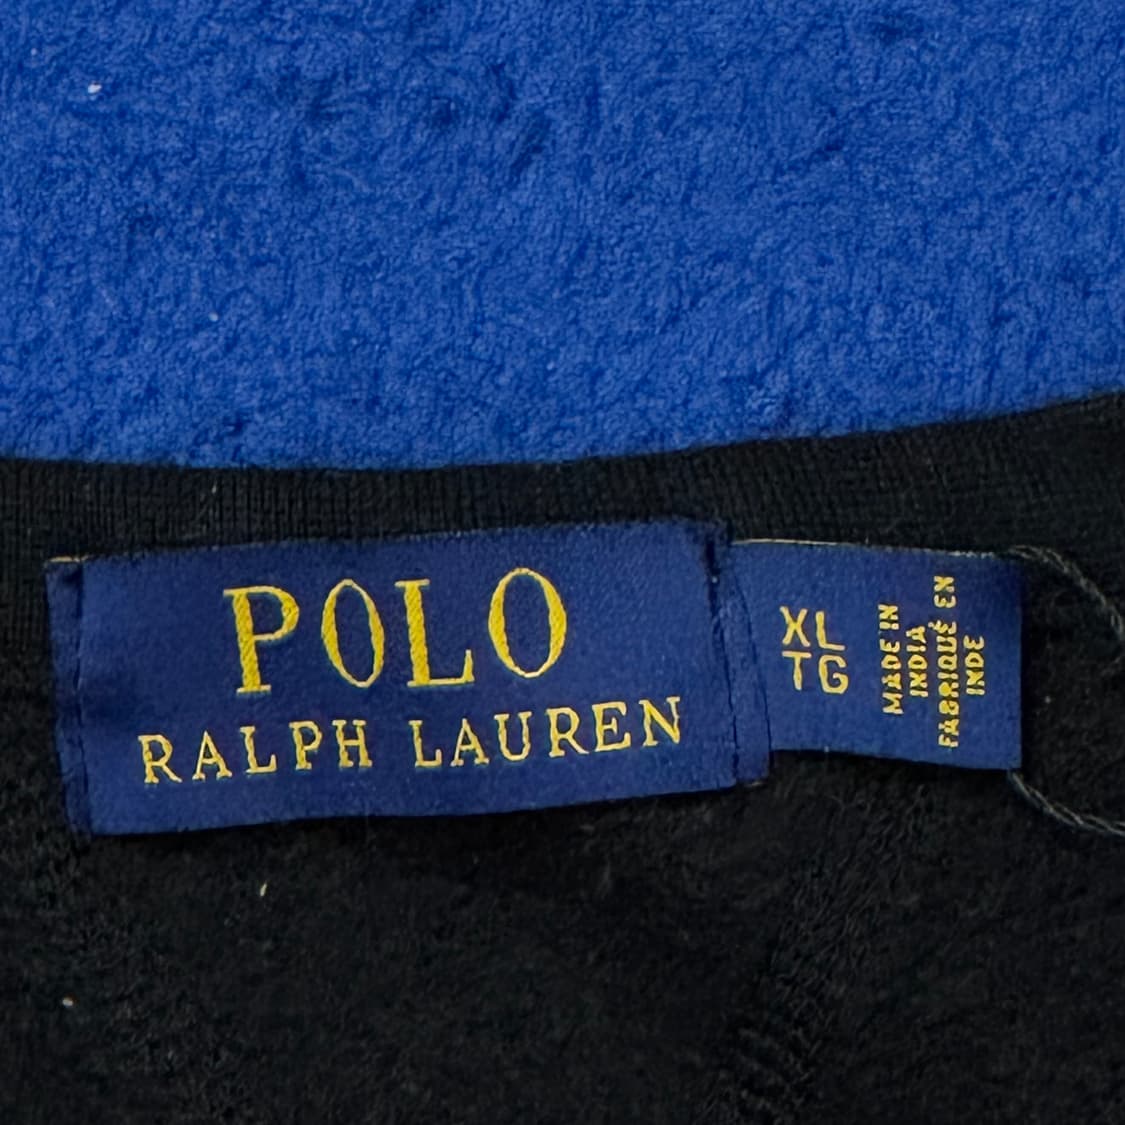 POLO
RALPH LAUREN
XL
TG
MADE IN
INDIA
FABRIQUÉ EN
INDE